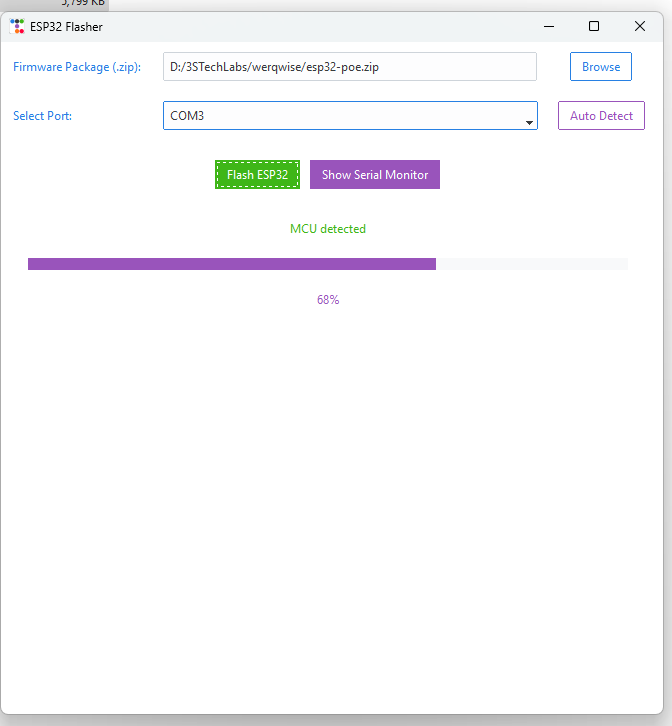 5,799 KB
ESP32 Flasher
Firmware Package (.zip): D:/3STechLabs/werqwise/esp32-poe.zip Browse
Select Port: COM3 Auto Detect
Flash ESP32 Show Serial Monitor
MCU detected
68%